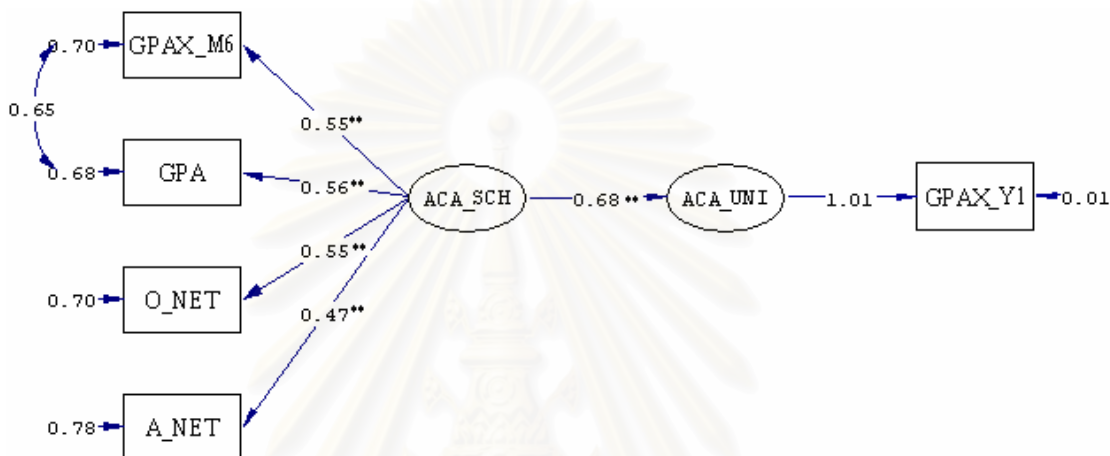 0.70 GPAX_M6
0.65
0.55**
0.68 GPA
0.56**
ACA_SCH 0.68** ACA_UNI 1.01 GPAX_Y1 0.01
0.55**
0.70 O_NET
0.47**
0.78 A_NET